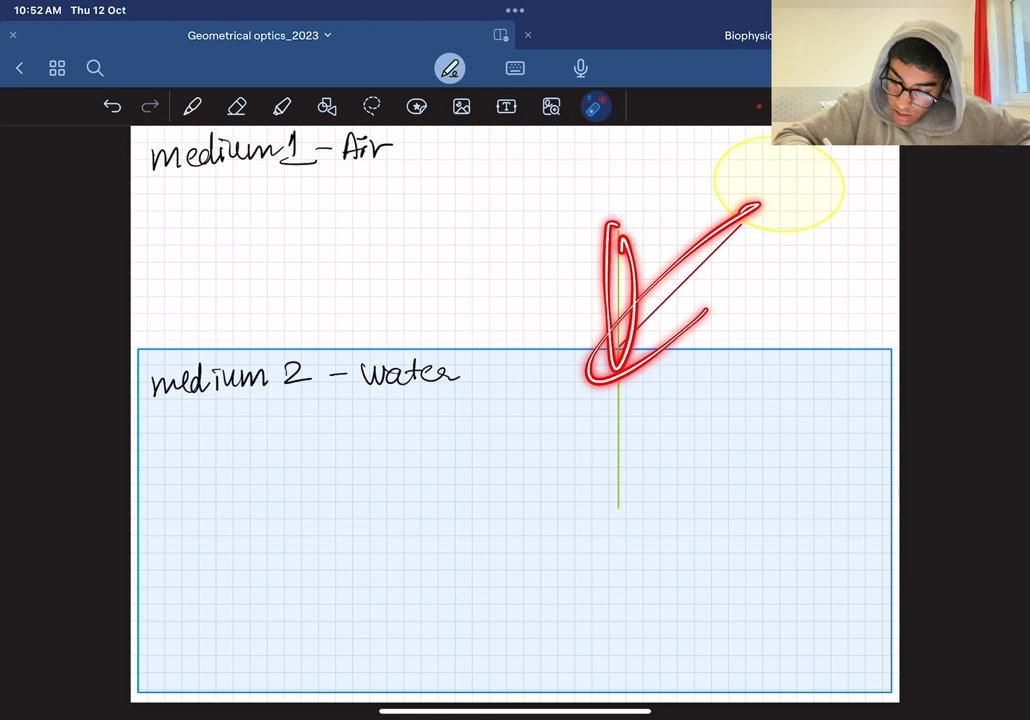 10:52 AM Thu 12 Oct
Geometrical optics_2023
Biophysic
medium 1 - Air
medium 2 - water